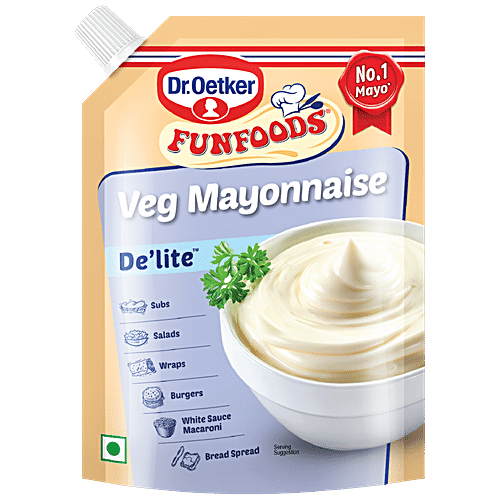 Dr.Oetker
FUNFOODS®
No.1
Mayo*
Veg Mayonnaise
De'lite™
Subs
Salads
Wraps
Burgers
White Sauce
Macaroni
Bread Spread
Serving
Suggestion